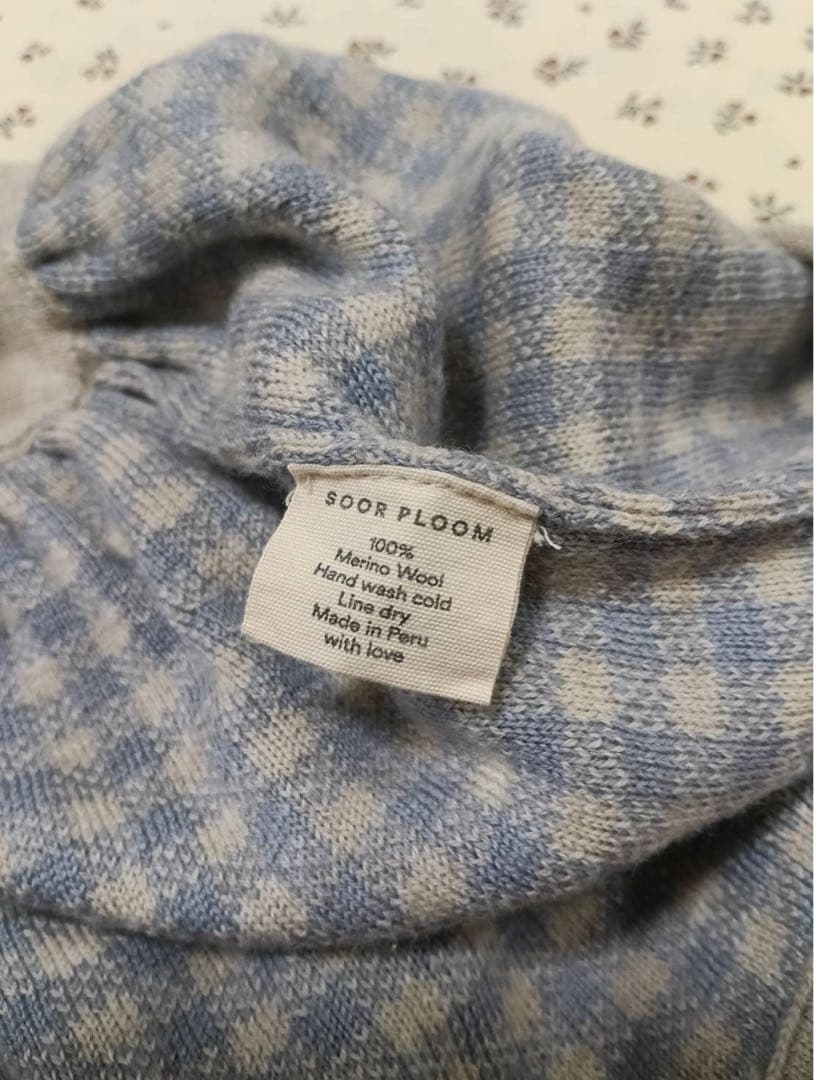 SOOR PLOOM
100%
Merino Wool
Hand wash cold
Line dry
Made in Peru
with love